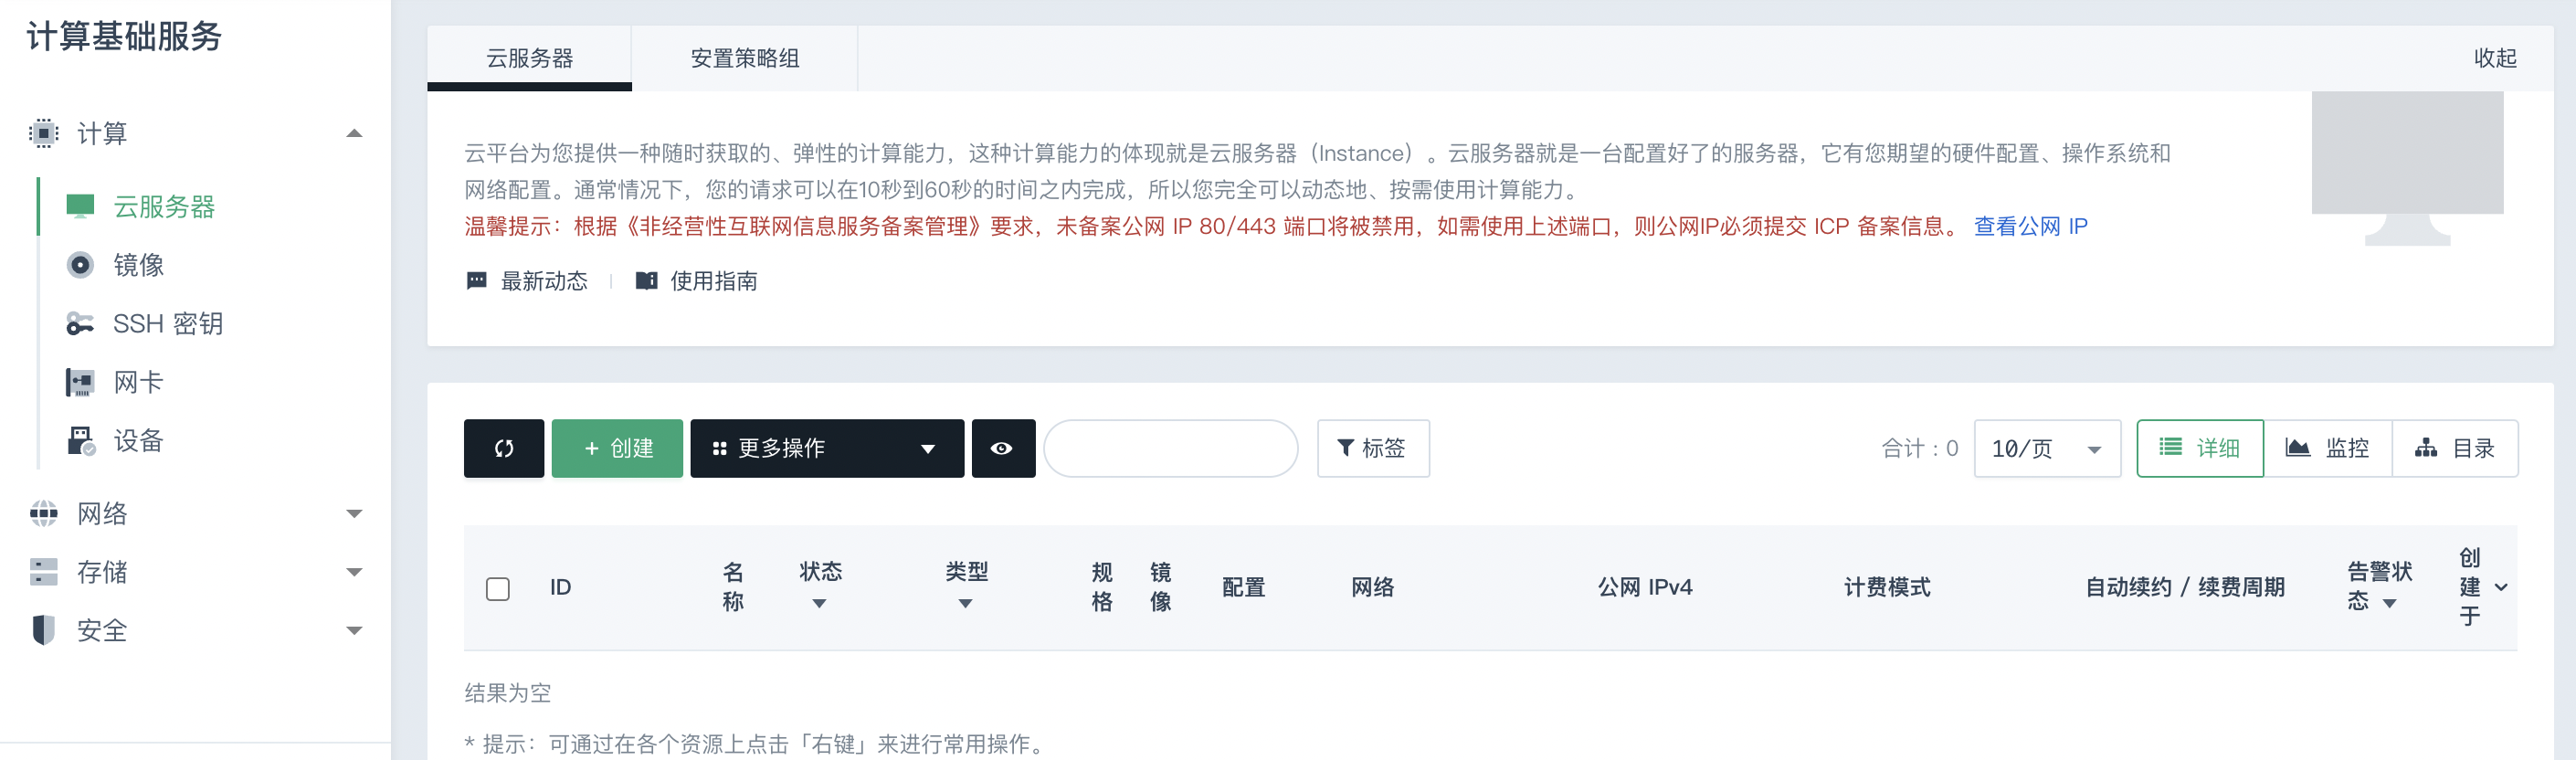 计算基础服务
计算
云服务器
镜像
SSH 密钥
网卡
设备
网络
存储
安全
云服务器
安置策略组
收起
云平台为您提供一种随时获取的、弹性的计算能力，这种计算能力的体现就是云服务器（Instance）。云服务器就是一台配置好了的服务器，它有您期望的硬件配置、操作系统和
网络配置。通常情况下，您的请求可以在10秒到60秒的时间之内完成，所以您完全可以动态地、按需使用计算能力。
温馨提示：根据《非经营性互联网信息服务备案管理》要求，未备案公网 IP 80/443 端口将被禁用，如需使用上述端口，则公网IP必须提交 ICP 备案信息。 查看公网 IP
最新动态
使用指南
+ 创建
更多操作
标签
合计：0
10/页
详细
监控
目录
ID
名称
状态
类型
规格
镜像
配置
网络
公网 IPv4
计费模式
自动续约 / 续费周期
告警状态
创建于
结果为空
* 提示：可通过在各个资源上点击「右键」来进行常用操作。